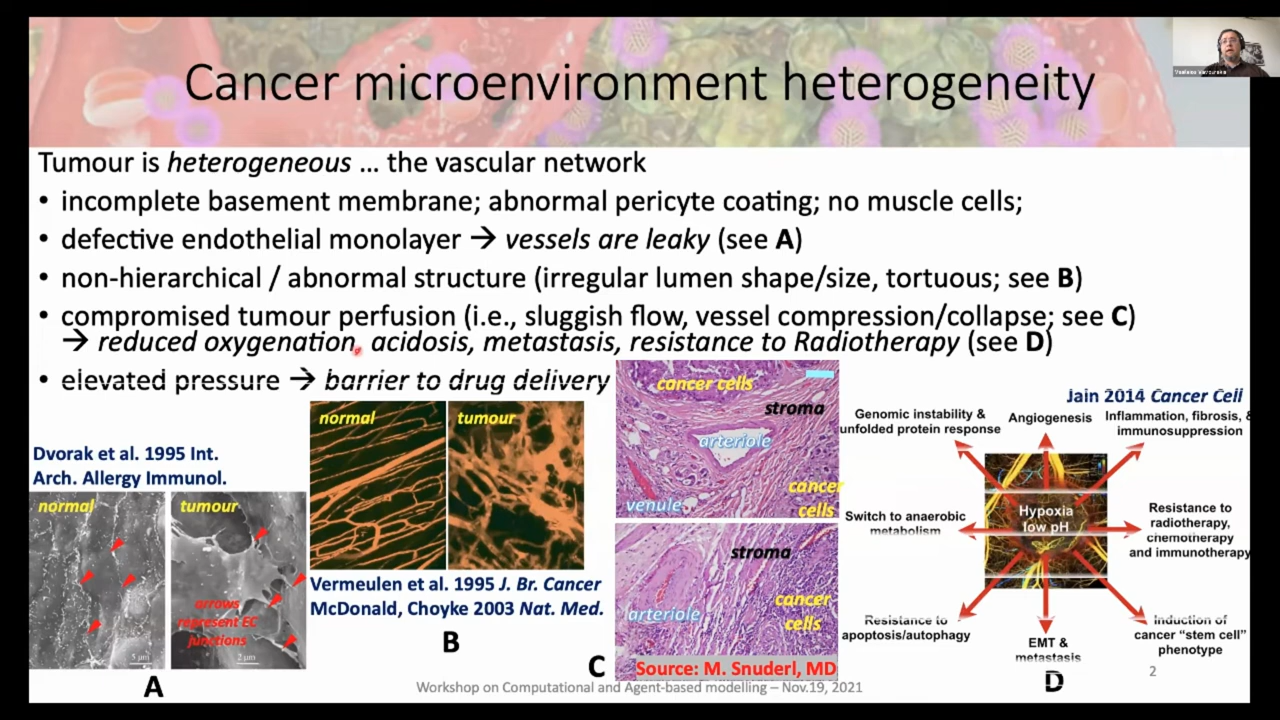 Cancer microenvironment heterogeneity
Tumour is heterogeneous ... the vascular network
• incomplete basement membrane; abnormal pericyte coating; no muscle cells;
• defective endothelial monolayer → vessels are leaky (see A)
• non-hierarchical / abnormal structure (irregular lumen shape/size, tortuous; see B)
• compromised tumour perfusion (i.e., sluggish flow, vessel compression/collapse; see C)
→ reduced oxygenation, acidosis, metastasis, resistance to Radiotherapy (see D)
• elevated pressure → barrier to drug delivery
Dvorak et al. 1995 Int.
Arch. Allergy Immunol.
normal
tumour
arrows
represent EC
junctions
5 μm
2 μm
A
normal
tumour
Vermeulen et al. 1995 J. Br. Cancer
McDonald, Choyke 2003 Nat. Med.
B
cancer cells
stroma
arteriole
venule
cancer
cells
stroma
arteriole
cancer
cells
Source: M. Snuderl, MD
C
Jain 2014 Cancer Cell
Genomic instability &
unfolded protein response
Angiogenesis
Inflammation, fibrosis, &
immunosuppression
Switch to anaerobic
metabolism
Hypoxia
low pH
Resistance to
radiotherapy,
chemotherapy
and immunotherapy
Resistance to
apoptosis/autophagy
EMT &
metastasis
Induction of
cancer "stem cell"
phenotype
D
2
Workshop on Computational and Agent-based modelling – Nov.19, 2021